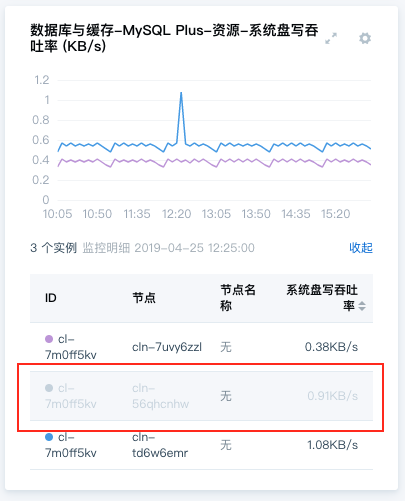 数据库与缓存-MySQL Plus-资源-系统盘写吞
吐率 (KB/s)
1.2
1
0.8
0.6
0.4
0.2
0
10:05 10:50 11:35 12:20 13:05 13:50 14:35 15:20
3 个实例 监控明细 2019-04-25 12:25:00 收起
ID 节点 节点名称 系统盘写吞吐率
cl-7m0ff5kv cln-7uvy6zzl 无 0.38KB/s
cl-7m0ff5kv cln-56qhcnhw 无 0.91KB/s
cl-7m0ff5kv cln-td6w6emr 无 1.08KB/s